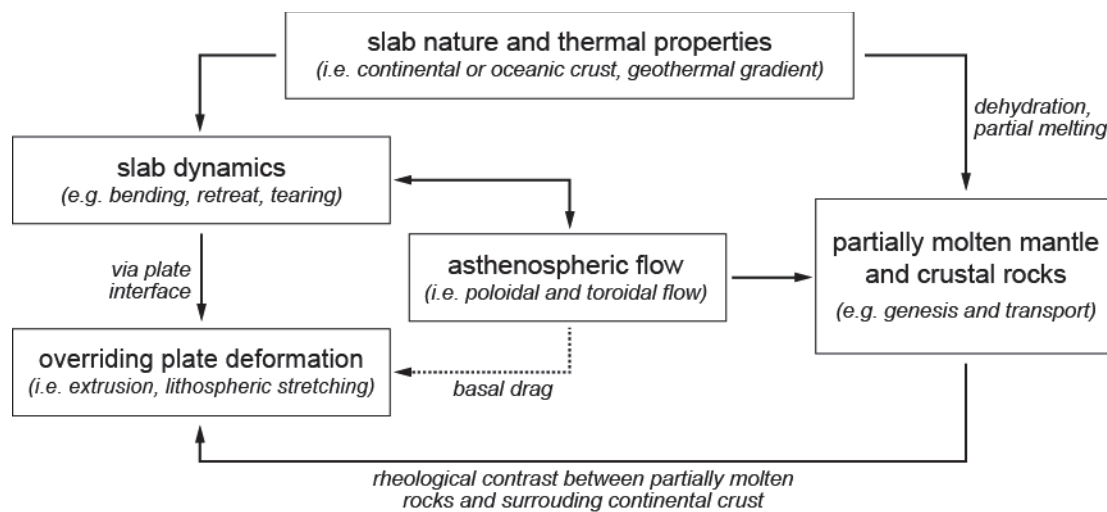 slab nature and thermal properties
(i.e. continental or oceanic crust, geothermal gradient)
dehydration,
partial melting
slab dynamics
(e.g. bending, retreat, tearing)
via plate
interface
asthenospheric flow
(i.e. poloidal and toroidal flow)
partially molten mantle
and crustal rocks
(e.g. genesis and transport)
overriding plate deformation
(i.e. extrusion, lithospheric stretching)
basal drag
rheological contrast between partially molten
rocks and surrouding continental crust